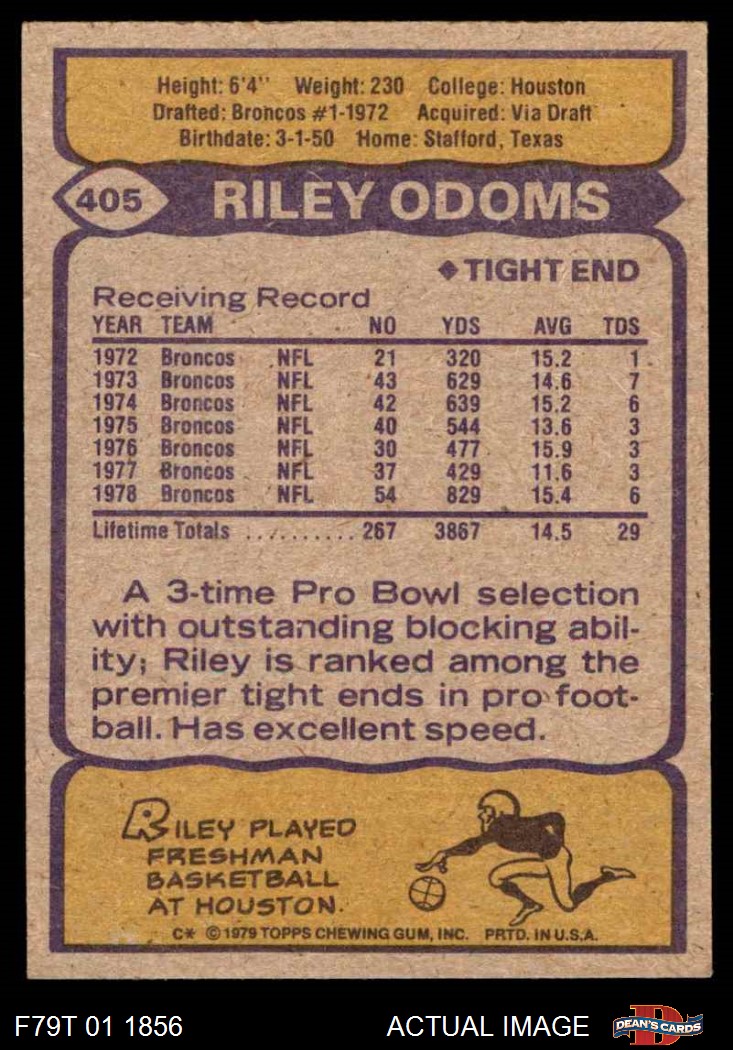 Height: 6'4'' Weight: 230 College: Houston
Drafted: Broncos #1-1972 Acquired: Via Draft
Birthdate: 3-1-50 Home: Stafford, Texas
405 RILEY ODOMS
◆ TIGHT END
Receiving Record
YEAR TEAM NO YDS AVG TDS
1972 Broncos NFL 21 320 15.2 1
1973 Broncos NFL 43 629 14.6 7
1974 Broncos NFL 42 639 15.2 6
1975 Broncos NFL 40 544 13.6 3
1976 Broncos NFL 30 477 15.9 3
1977 Broncos NFL 37 429 11.6 3
1978 Broncos NFL 54 829 15.4 6
Lifetime Totals .......... 267 3867 14.5 29
A 3-time Pro Bowl selection
with outstanding blocking abil-
ity; Riley is ranked among the
premier tight ends in pro foot-
ball. Has excellent speed.
RILEY PLAYED
FRESHMAN
BASKETBALL
AT HOUSTON.
C* © 1979 TOPPS CHEWING GUM, INC. PRTD. IN U.S.A.
F79T 01 1856 ACTUAL IMAGE D DEAN'S CARDS